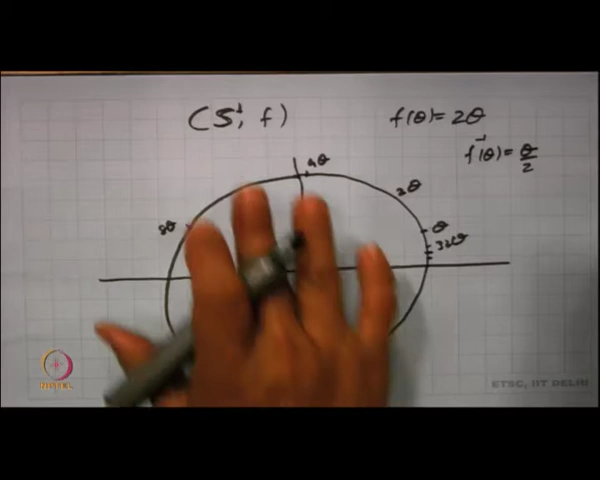 (S¹, f)
f(θ) = 2θ
f⁻¹(θ) = θ/2
4θ
2θ
8θ
θ
32θ
NPTEL
ETSC, IIT DELHI